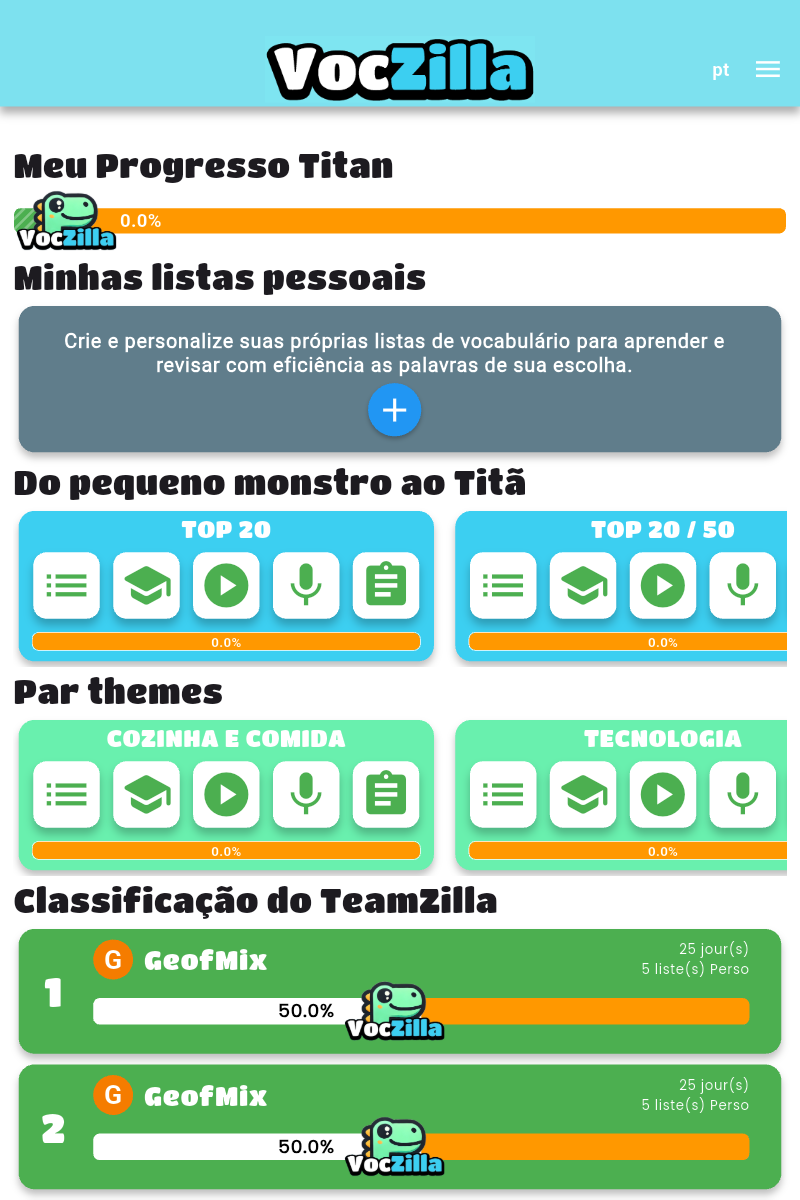 VocZilla
pt
Meu Progresso Titan
0.0%
VocZilla
Minhas listas pessoais
Crie e personalize suas próprias listas de vocabulário para aprender e
revisar com eficiência as palavras de sua escolha.
Do pequeno monstro ao Titã
TOP 20
TOP 20 / 50
0.0%
0.0%
Par themes
COZINHA E COMIDA
TECNOLOGIA
0.0%
0.0%
Classificação do TeamZilla
1
G
GeofMix
25 jour(s)
5 liste(s) Perso
50.0%
VocZilla
2
G
GeofMix
25 jour(s)
5 liste(s) Perso
50.0%
VocZilla